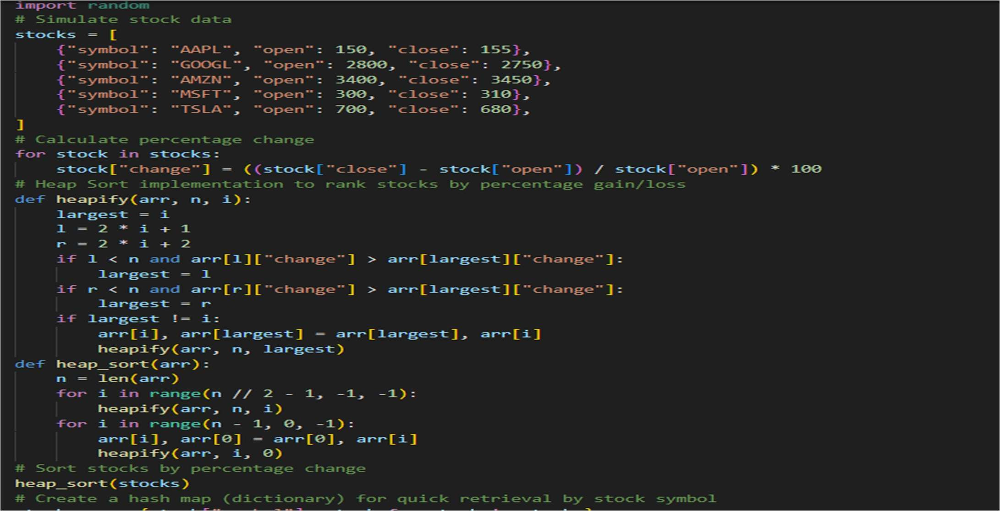 import random
# Simulate stock data
stocks = [
    {"symbol": "AAPL", "open": 150, "close": 155},
    {"symbol": "GOOGL", "open": 2800, "close": 2750},
    {"symbol": "AMZN", "open": 3400, "close": 3450},
    {"symbol": "MSFT", "open": 300, "close": 310},
    {"symbol": "TSLA", "open": 700, "close": 680},
]
# Calculate percentage change
for stock in stocks:
    stock["change"] = ((stock["close"] - stock["open"]) / stock["open"]) * 100
# Heap Sort implementation to rank stocks by percentage gain/loss
def heapify(arr, n, i):
    largest = i
    l = 2 * i + 1
    r = 2 * i + 2
    if l < n and arr[l]["change"] > arr[largest]["change"]:
        largest = l
    if r < n and arr[r]["change"] > arr[largest]["change"]:
        largest = r
    if largest != i:
        arr[i], arr[largest] = arr[largest], arr[i]
        heapify(arr, n, largest)
def heap_sort(arr):
    n = len(arr)
    for i in range(n // 2 - 1, -1, -1):
        heapify(arr, n, i)
    for i in range(n - 1, 0, -1):
        arr[i], arr[0] = arr[0], arr[i]
        heapify(arr, i, 0)
# Sort stocks by percentage change
heap_sort(stocks)
# Create a hash map (dictionary) for quick retrieval by stock symbol